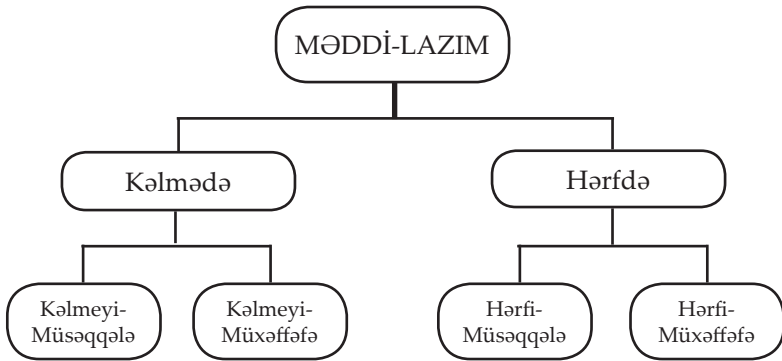 MƏDDİ-LAZIM
Kəlmədə
Hərfdə
Kəlmeyi-
Müsəqqələ
Kəlmeyi-
Müxəffəfə
Hərfi-
Müsəqqələ
Hərfi-
Müxəffəfə